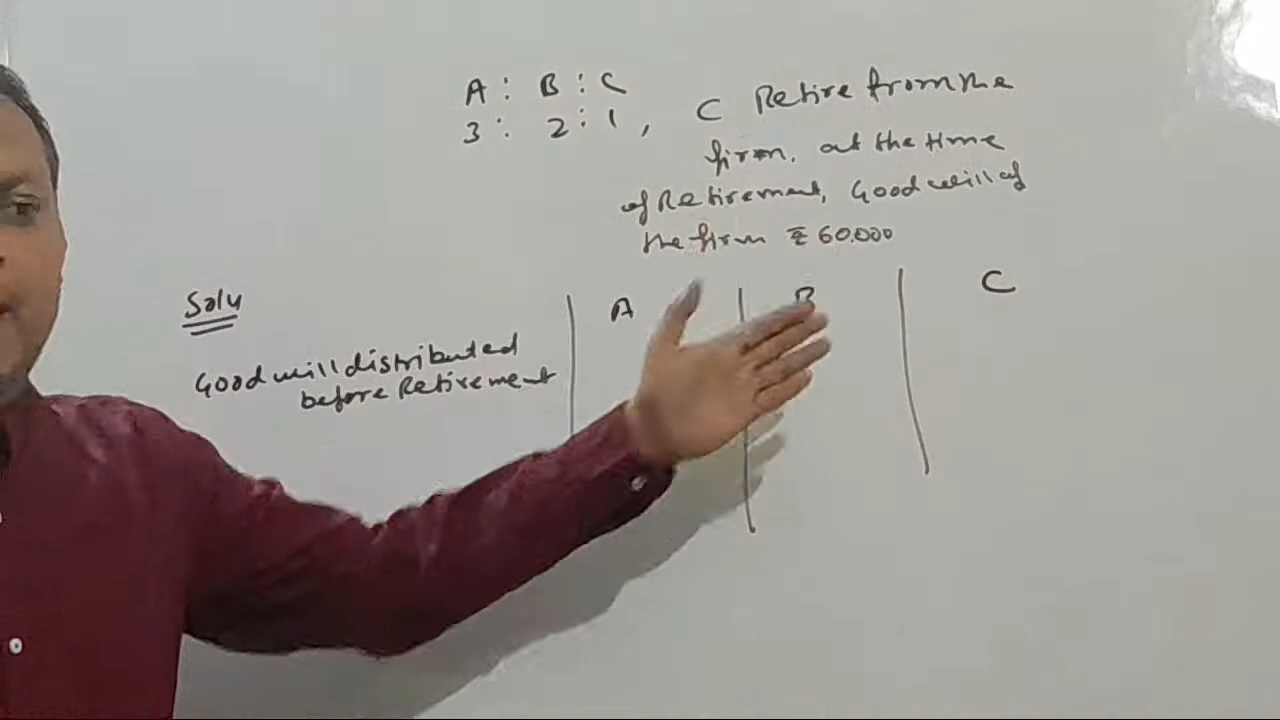 A : B : C
3 : 2 : 1 , C Retire from the
firm. at the time
of Retirement, Goodwill of
the firm ₹ 60.000
Solu
A B C
Goodwill distributed
before Retirement